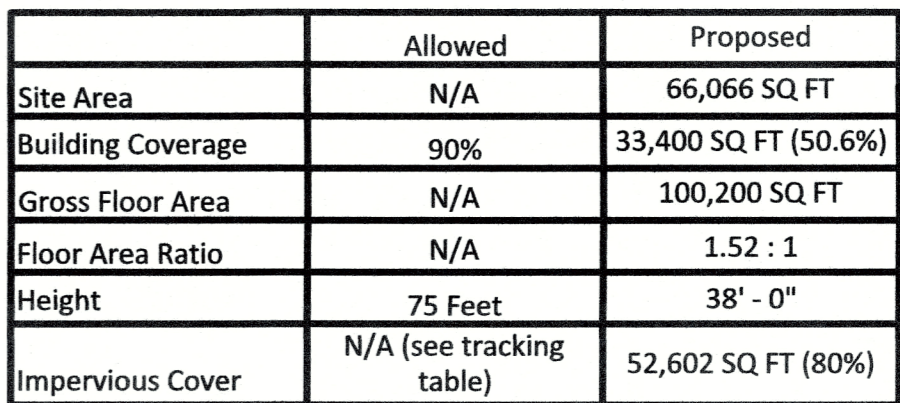 Allowed Proposed
Site Area N/A 66,066 SQ FT
Building Coverage 90% 33,400 SQ FT (50.6%)
Gross Floor Area N/A 100,200 SQ FT
Floor Area Ratio N/A 1.52 : 1
Height 75 Feet 38' - 0"
Impervious Cover N/A (see tracking
table) 52,602 SQ FT (80%)